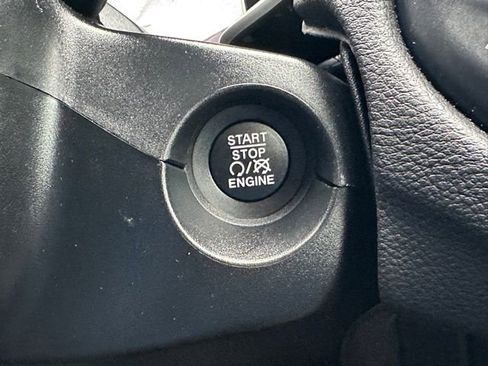 START
STOP
/
ENGINE